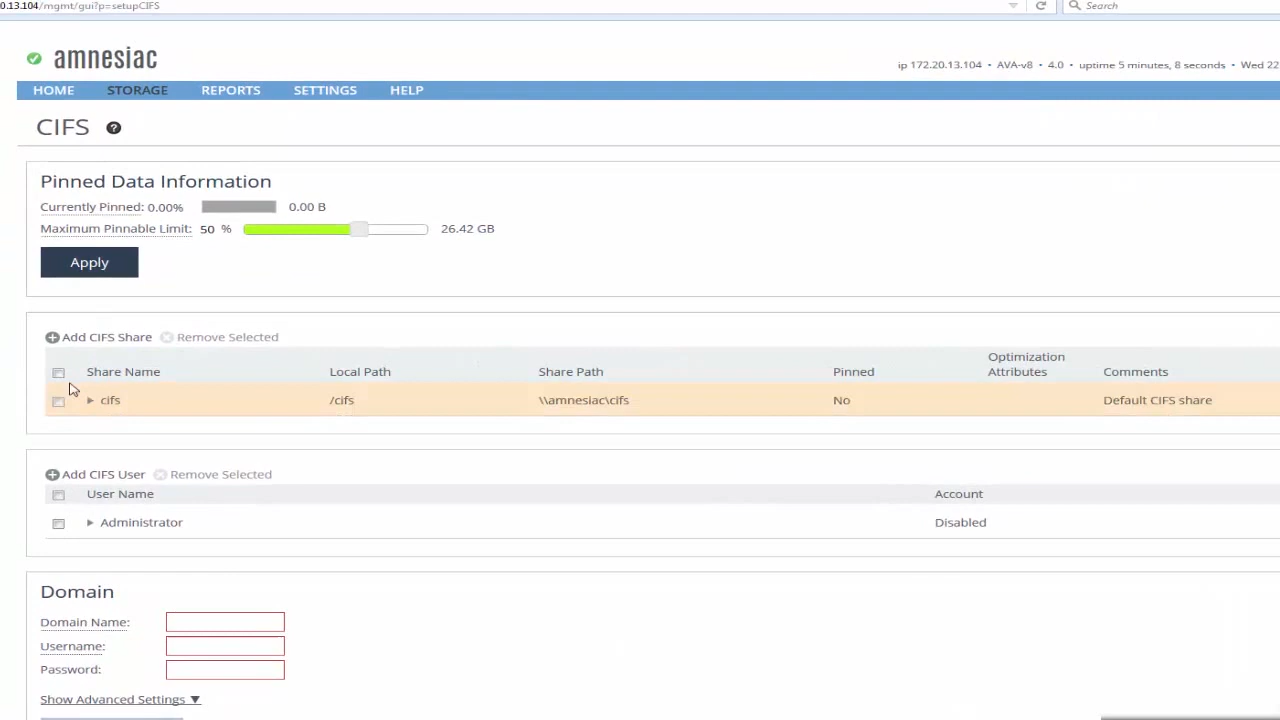 0.13.104/mgmt/gui?p=setupCIFS
Search
amnesiac
ip 172.20.13.104 • AVA-v8 • 4.0 • uptime 5 minutes, 8 seconds • Wed 22
HOME STORAGE REPORTS SETTINGS HELP
CIFS ?
Pinned Data Information
Currently Pinned: 0.00% 0.00 B
Maximum Pinnable Limit: 50 % 26.42 GB
Apply
Add CIFS Share Remove Selected
Share Name Local Path Share Path Pinned Optimization Attributes Comments
cifs /cifs \\amnesiac\cifs No Default CIFS share
Add CIFS User Remove Selected
User Name Account
Administrator Disabled
Domain
Domain Name:
Username:
Password:
Show Advanced Settings ▼